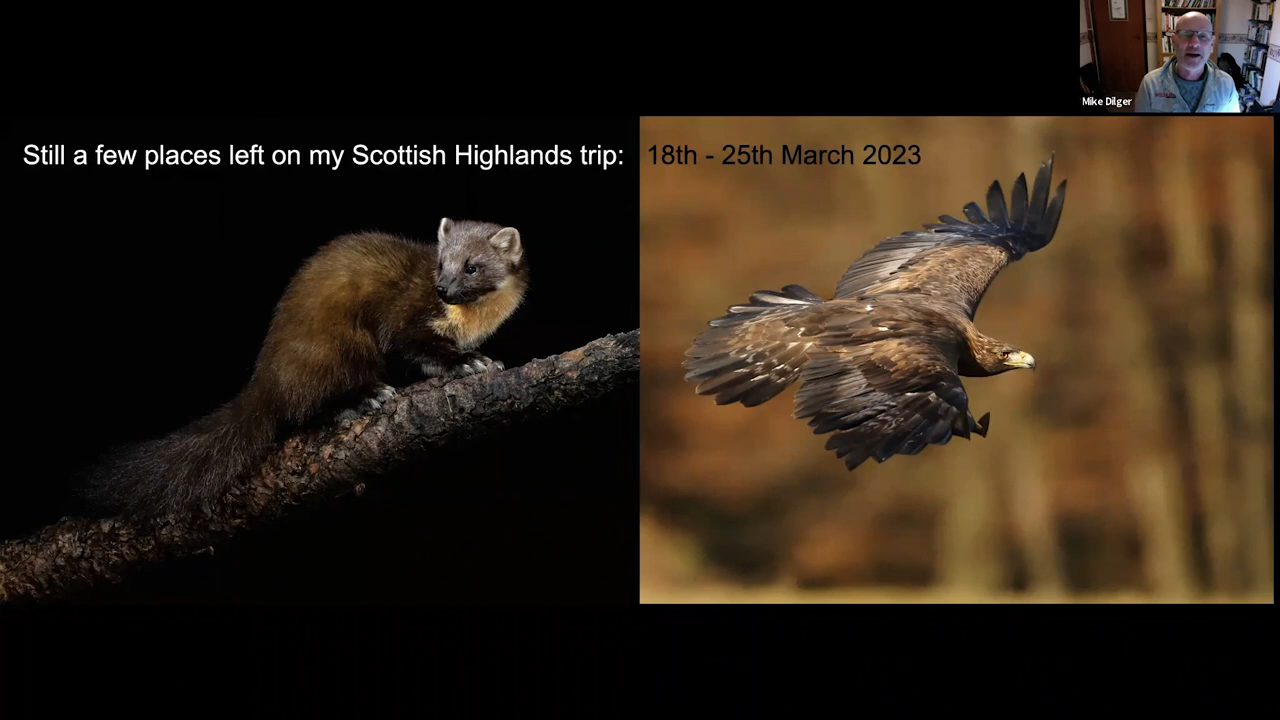 Mike Dilger
Still a few places left on my Scottish Highlands trip: 18th - 25th March 2023